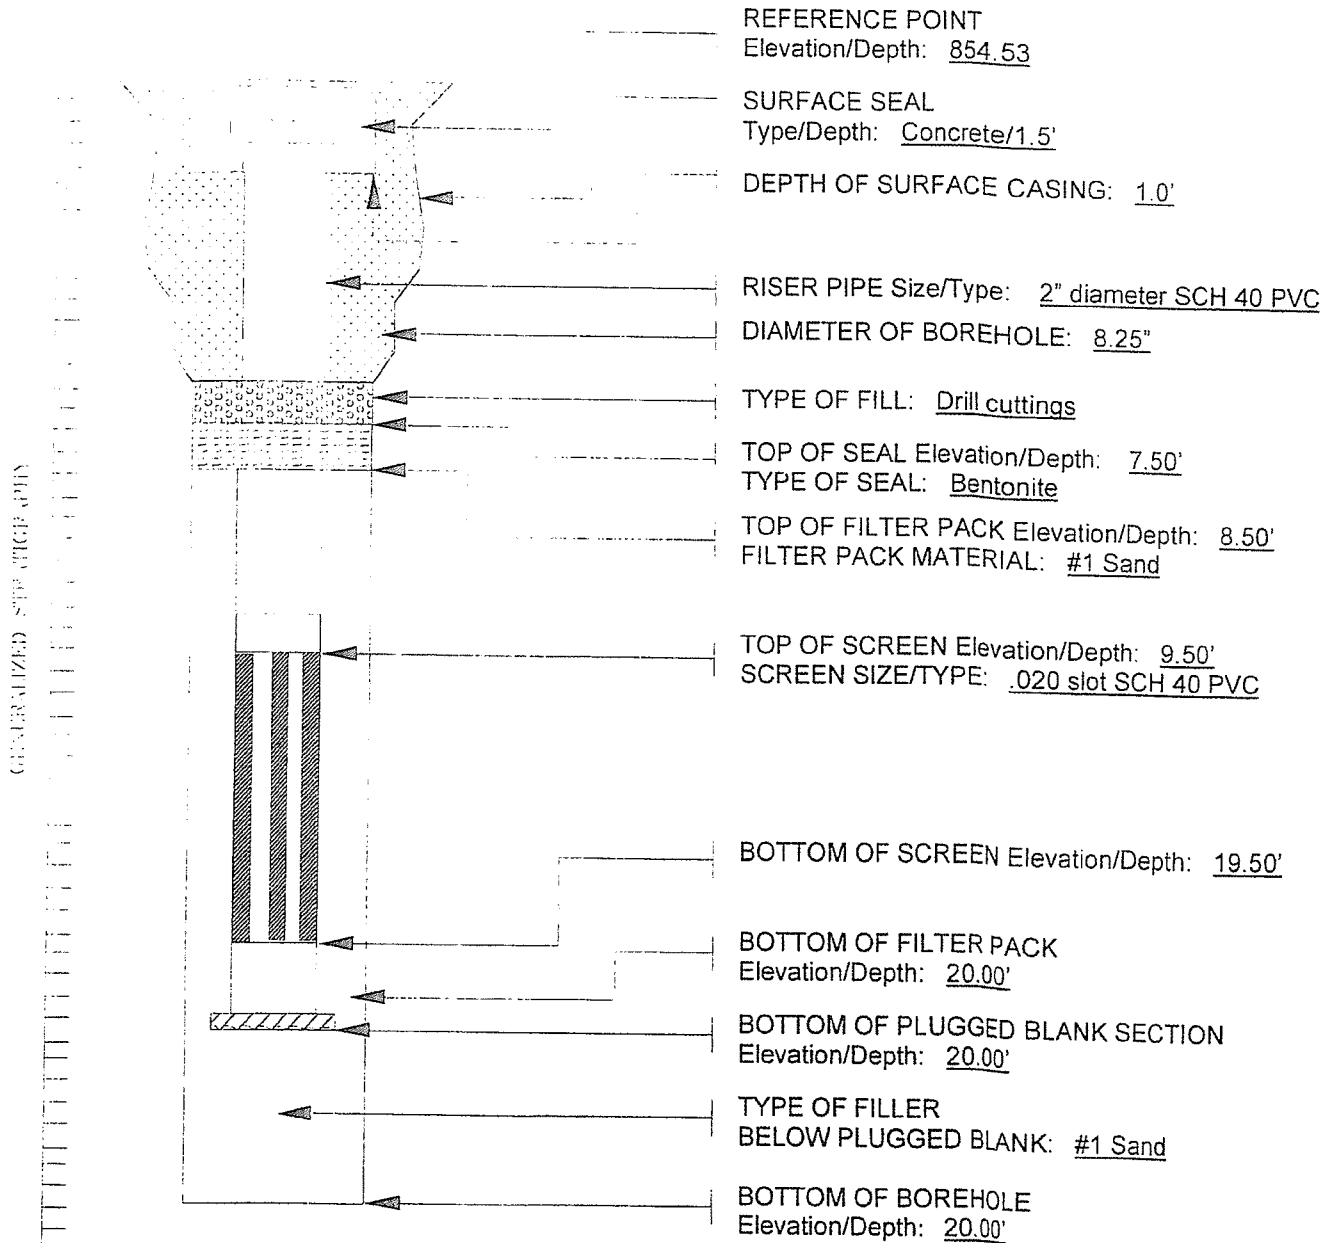 REFERENCE POINT
Elevation/Depth: 854.53
SURFACE SEAL
Type/Depth: Concrete/1.5'
DEPTH OF SURFACE CASING: 1.0'
RISER PIPE Size/Type: 2" diameter SCH 40 PVC
DIAMETER OF BOREHOLE: 8.25"
TYPE OF FILL: Drill cuttings
TOP OF SEAL Elevation/Depth: 7.50'
TYPE OF SEAL: Bentonite
TOP OF FILTER PACK Elevation/Depth: 8.50'
FILTER PACK MATERIAL: #1 Sand
TOP OF SCREEN Elevation/Depth: 9.50'
SCREEN SIZE/TYPE: .020 slot SCH 40 PVC
BOTTOM OF SCREEN Elevation/Depth: 19.50'
BOTTOM OF FILTER PACK
Elevation/Depth: 20.00'
BOTTOM OF PLUGGED BLANK SECTION
Elevation/Depth: 20.00'
TYPE OF FILLER
BELOW PLUGGED BLANK: #1 Sand
BOTTOM OF BOREHOLE
Elevation/Depth: 20.00'
GENERALIZED STRATIGRAPHY